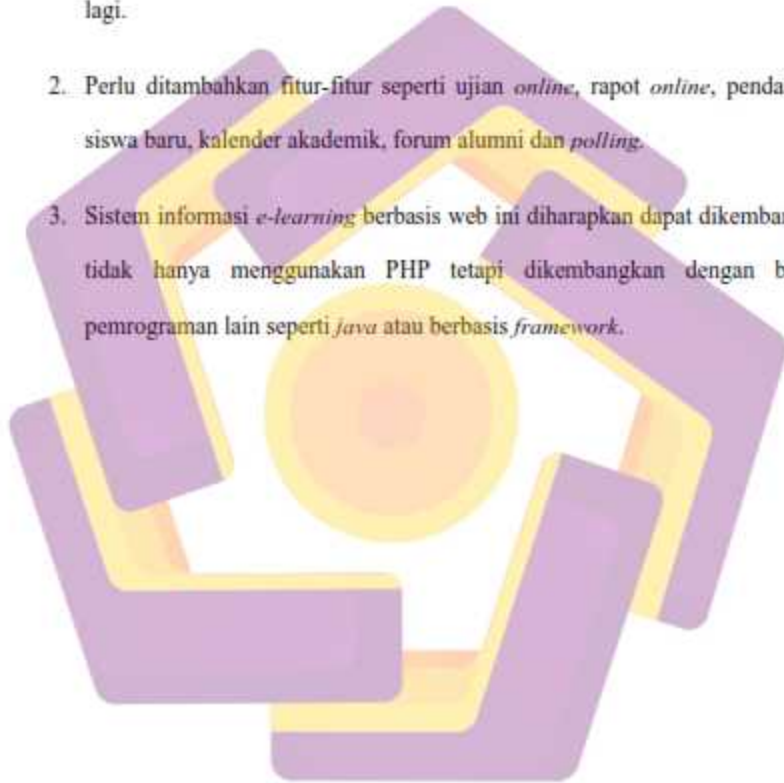 lagi.
2. Perlu ditambahkan fitur-fitur seperti ujian online, rapot online,
siswa baru, kalender akademik, forum alumni dan polling.
3. Sistem informasi e-learning berbasis web ini diharapkan dapat
tidak hanya menggunakan PHP tetapi dikembangkan dengan
pemrograman lain seperti java atau berbasis framework.